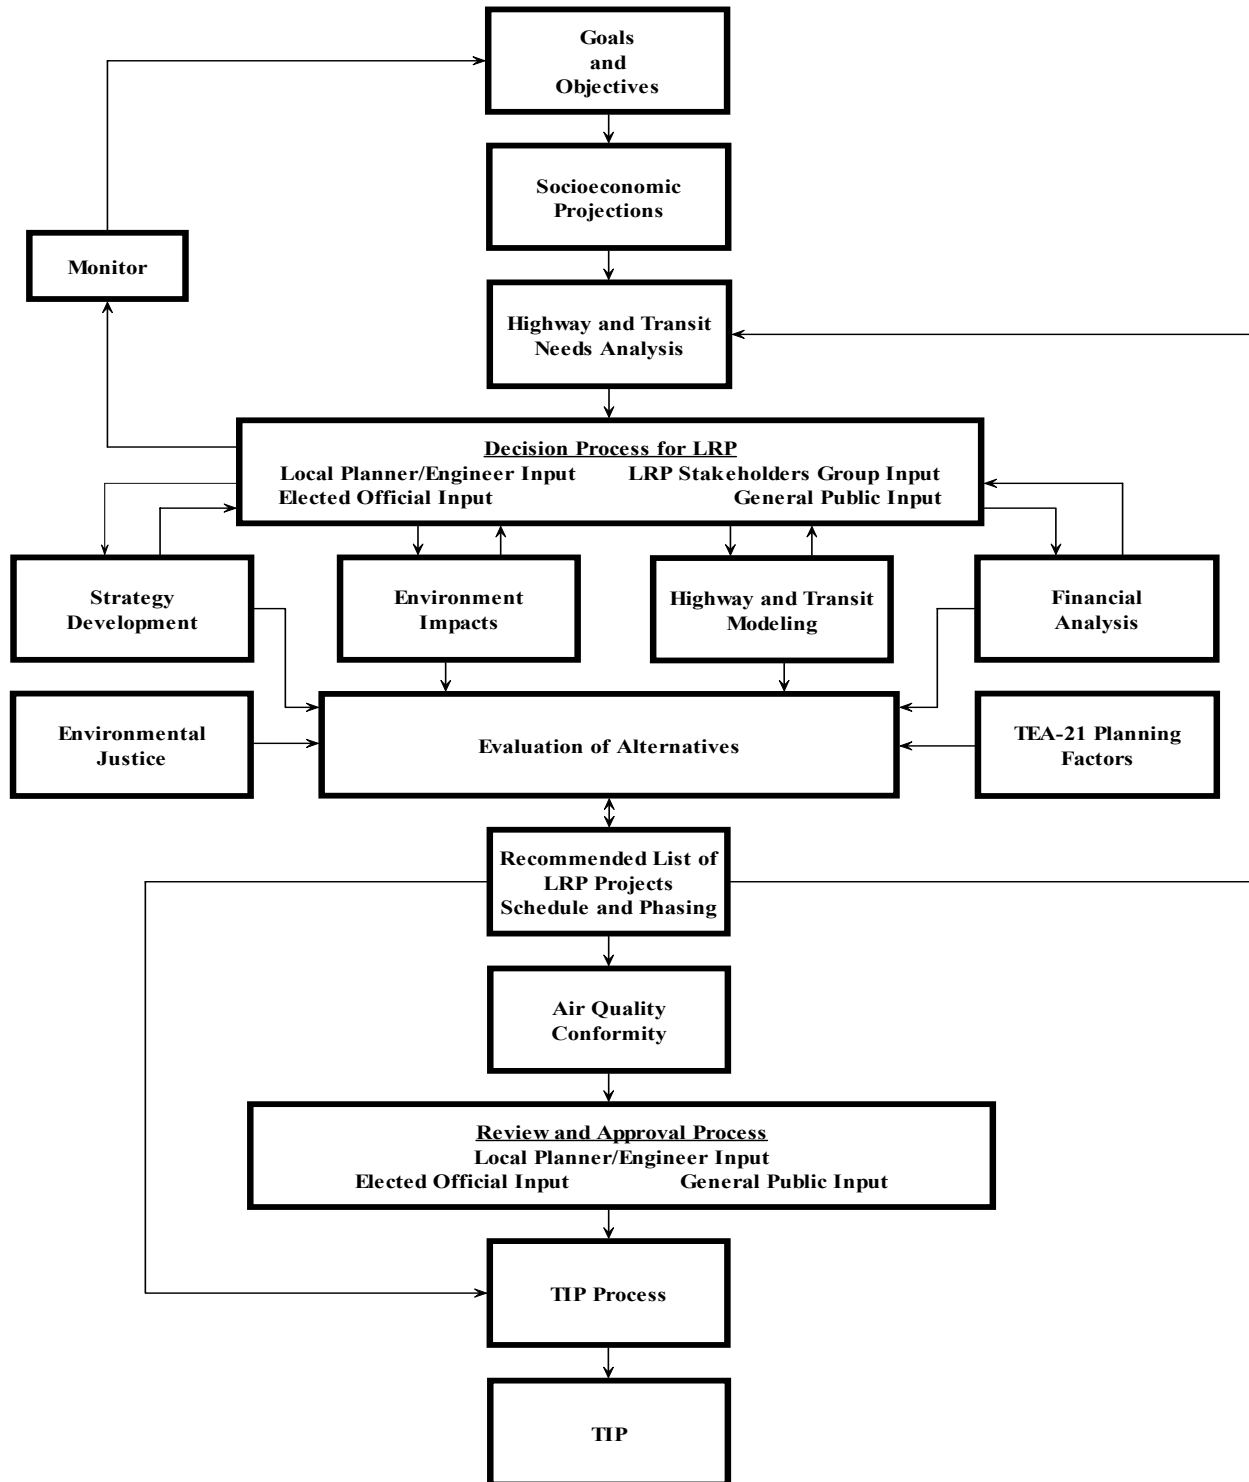 Goals
and
Objectives
Socioeconomic
Projections
Monitor
Highway and Transit
Needs Analysis
Decision Process for LRP
Local Planner/Engineer Input LRP Stakeholders Group Input
Elected Official Input General Public Input
Strategy
Development
Environment
Impacts
Highway and Transit
Modeling
Financial
Analysis
Environmental
Justice
Evaluation of Alternatives
TEA-21 Planning
Factors
Recommended List of
LRP Projects
Schedule and Phasing
Air Quality
Conformity
Review and Approval Process
Local Planner/Engineer Input
Elected Official Input General Public Input
TIP Process
TIP